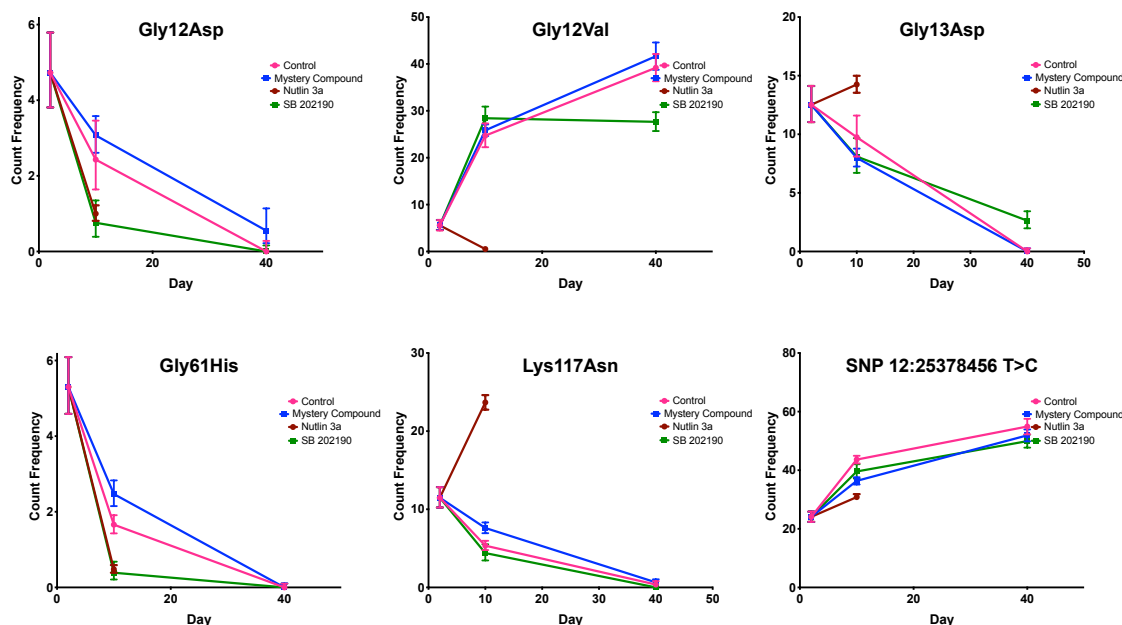 Gly12Asp
6
4
2
0
Count Frequency
0
20
40
Day
Control
Mystery Compound
Nutlin 3a
SB 202190
Gly12Val
50
40
30
20
10
0
Count Frequency
0
20
40
Day
Control
Mystery Compound
Nutlin 3a
SB 202190
Gly13Asp
20
15
10
5
0
Count Frequency
0
10
20
30
40
50
Day
Control
Mystery Compound
Nutlin 3a
SB 202190
Gly61His
6
4
2
0
Count Frequency
0
20
40
Day
Control
Mystery Compound
Nutlin 3a
SB 202190
Lys117Asn
30
20
10
0
Count Frequency
0
10
20
30
40
50
Day
Control
Mystery Compound
Nutlin 3a
SB 202190
SNP 12:25378456 T>C
80
60
40
20
0
Count Frequency
0
20
40
Day
Control
Mystery Compound
Nutlin 3a
SB 202190